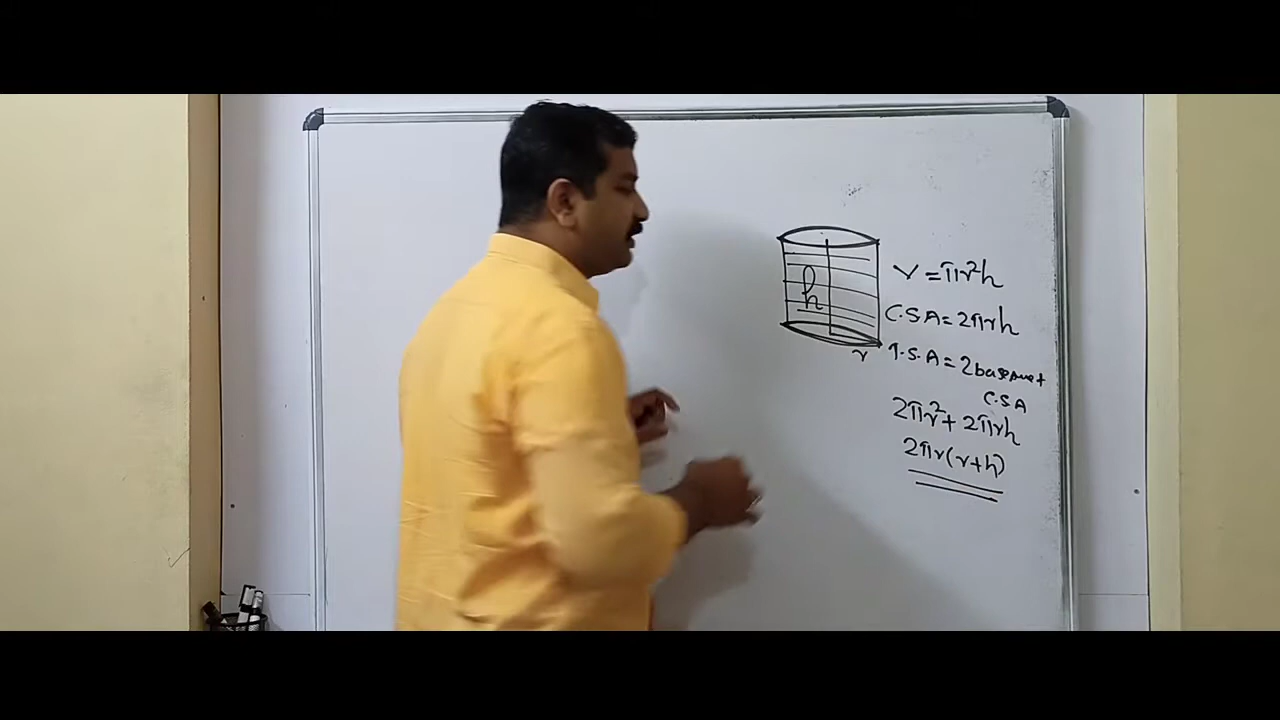 h
r
V = πr²h
C.S.A = 2πrh
T.S.A = 2 base area +
C.S.A
2πr² + 2πrh
2πr(r+h)